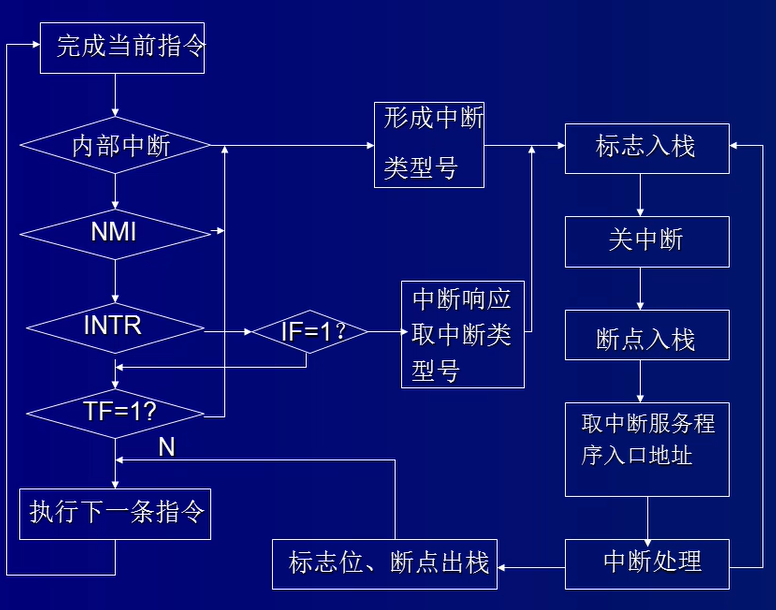 完成当前指令
内部中断
NMI
INTR
IF=1?
TF=1?
N
执行下一条指令
形成中断
类型号
中断响应
取中断类
型号
标志入栈
关中断
断点入栈
取中断服务程
序入口地址
中断处理
标志位、断点出栈